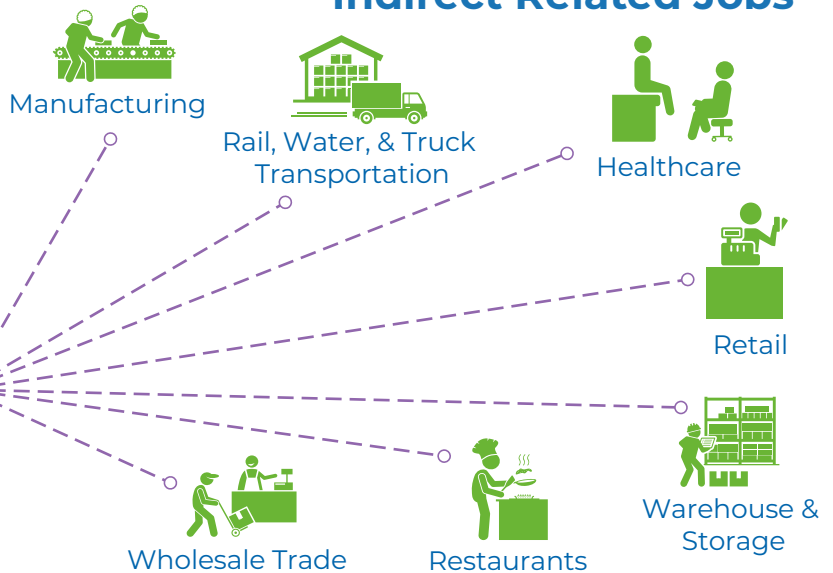 Indirect Related Jobs
Manufacturing
Rail, Water, & Truck
Transportation
Healthcare
Retail
Warehouse &
Storage
Wholesale Trade
Restaurants